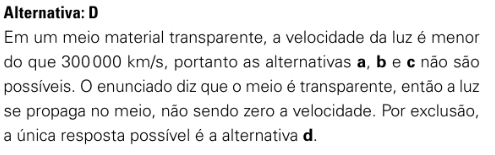 Alternativa: D
Em um meio material transparente, a velocidade da luz é menor
do que 300 000 km/s, portanto as alternativas a, b e c não são
possíveis. O enunciado diz que o meio é transparente, então a luz
se propaga no meio, não sendo zero a velocidade. Por exclusão,
a única resposta possível é a alternativa d.